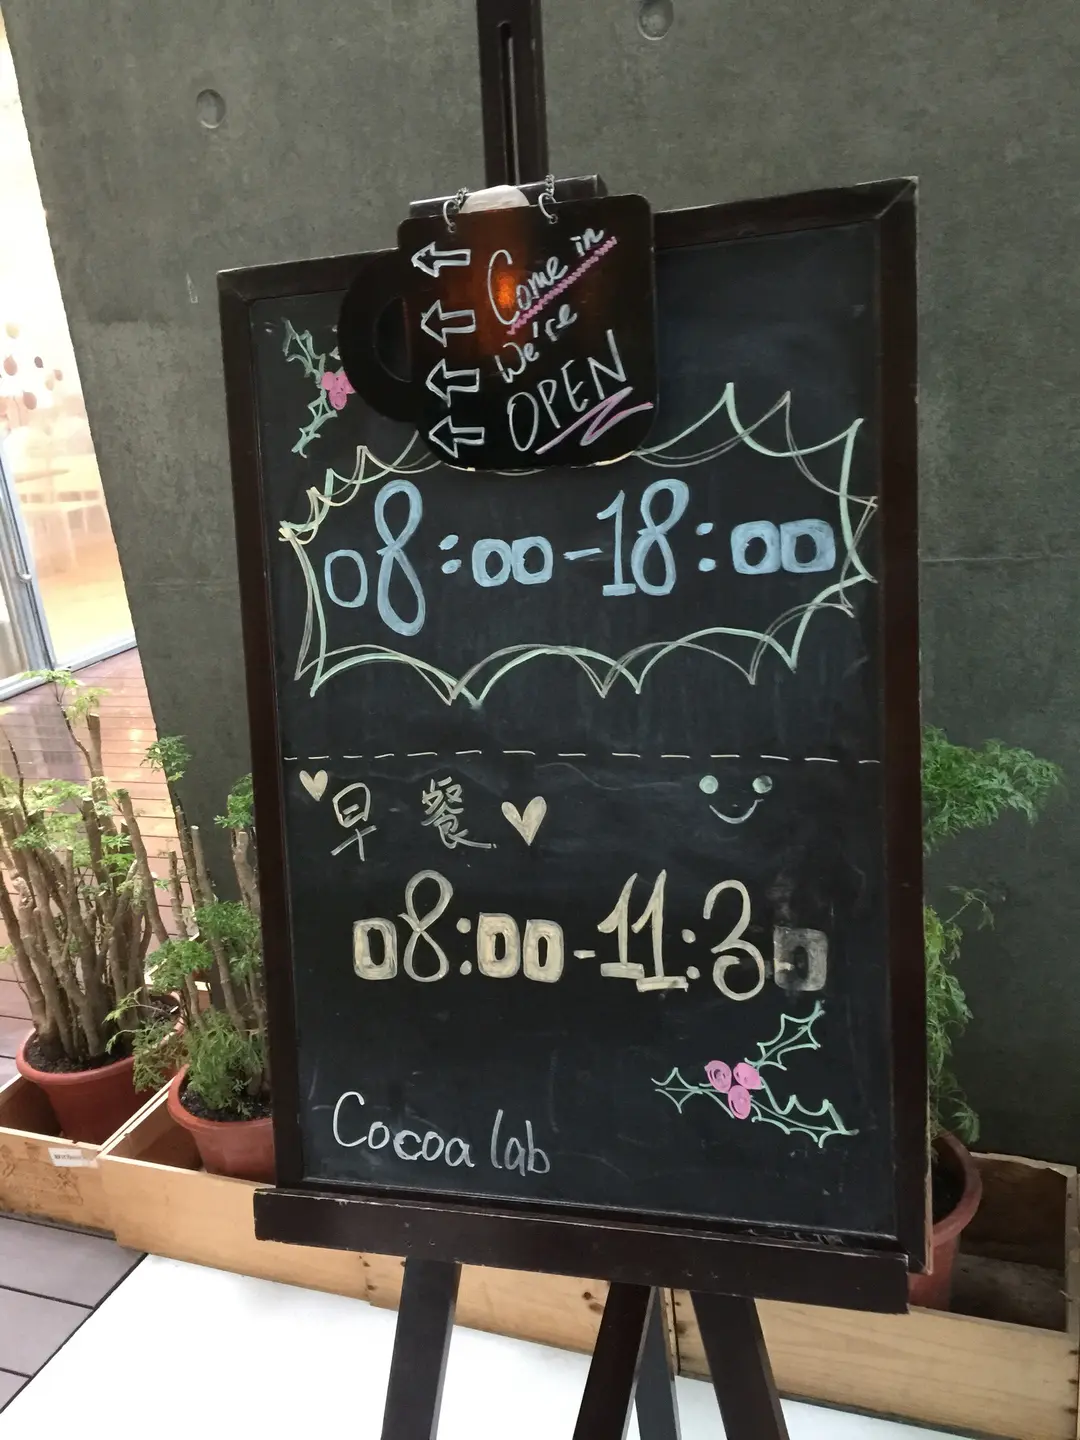 Come in
We're
OPEN
08:00-18:00
早餐
08:00-11:30
Cocoa lab